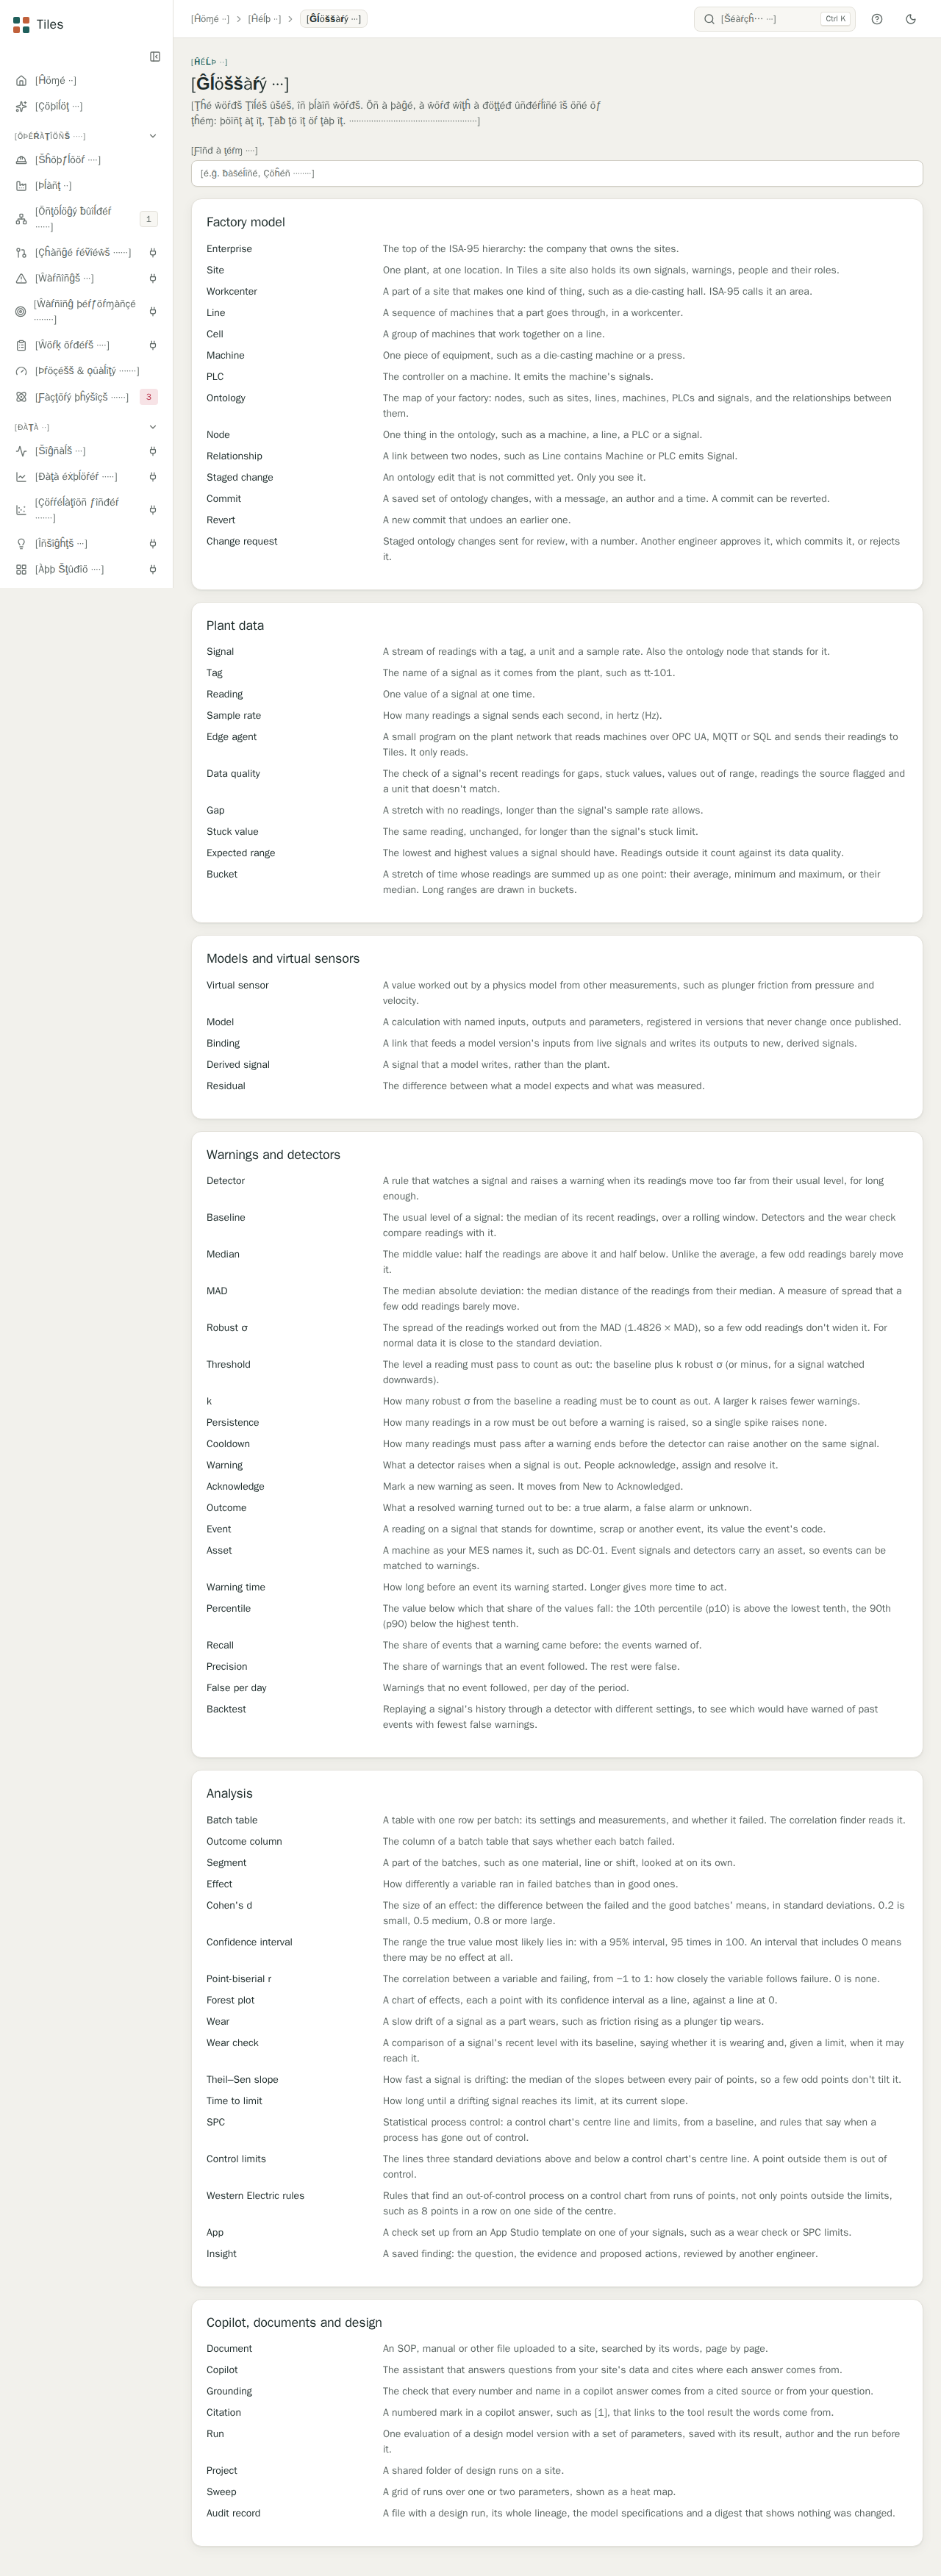 Tiles
[Ĥöɱé ··]
[Çöþîĺöţ ···]
[ÖÞÉŔÀŢÎÖÑŠ ····]
[Šĥöþƒĺööŕ ····]
[Þĺàñţ ··]
[Öñţöĺöĝý ƀûîĺđéŕ
······]
1
[Çĥàñĝé ŕéṽîéŵš ······]
[Ŵàŕñîñĝš ···]
[Ŵàŕñîñĝ þéŕƒöŕɱàñçé
········]
[Ŵöŕķ öŕđéŕš ····]
[Þŕöçéšš & ǫûàĺîţý ·······]
[Ƒàçţöŕý þĥýšîçš ······]
3
[ÐÀŢÀ ··]
[Šîĝñàĺš ···]
[Ðàţà éẋþĺöŕéŕ ·····]
[Çöŕŕéĺàţîöñ ƒîñđéŕ
·······]
[Îñšîĝĥţš ···]
[Àþþ Šţûđîö ····]
[Ĥöɱé ··]
[Ĥéĺþ ··]
[Ĝĺöššàŕý ···]
[Šéàŕçĥ··· ···]
Ctrl K
[ĤÉĹÞ ··]
[Ĝĺöššàŕý ···]
[Ţĥé ŵöŕđš Ţîĺéš ûšéš, îñ þĺàîñ ŵöŕđš. Öñ à þàĝé, à ŵöŕđ ŵîţĥ à đöţţéđ ûñđéŕĺîñé îš öñé öƒ
ţĥéɱ: þöîñţ àţ îţ, Ţàƀ ţö îţ öŕ ţàþ îţ. ················································]
[Ƒîñđ à ţéŕɱ ····]
[é.ĝ. ƀàšéĺîñé, Çöĥéñ ········]
Factory model
Enterprise The top of the ISA-95 hierarchy: the company that owns the sites.
Site One plant, at one location. In Tiles a site also holds its own signals, warnings, people and their roles.
Workcenter A part of a site that makes one kind of thing, such as a die-casting hall. ISA-95 calls it an area.
Line A sequence of machines that a part goes through, in a workcenter.
Cell A group of machines that work together on a line.
Machine One piece of equipment, such as a die-casting machine or a press.
PLC The controller on a machine. It emits the machine's signals.
Ontology The map of your factory: nodes, such as sites, lines, machines, PLCs and signals, and the relationships between
them.
Node One thing in the ontology, such as a machine, a line, a PLC or a signal.
Relationship A link between two nodes, such as Line contains Machine or PLC emits Signal.
Staged change An ontology edit that is not committed yet. Only you see it.
Commit A saved set of ontology changes, with a message, an author and a time. A commit can be reverted.
Revert A new commit that undoes an earlier one.
Change request Staged ontology changes sent for review, with a number. Another engineer approves it, which commits it, or rejects
it.
Plant data
Signal A stream of readings with a tag, a unit and a sample rate. Also the ontology node that stands for it.
Tag The name of a signal as it comes from the plant, such as tt-101.
Reading One value of a signal at one time.
Sample rate How many readings a signal sends each second, in hertz (Hz).
Edge agent A small program on the plant network that reads machines over OPC UA, MQTT or SQL and sends their readings to
Tiles. It only reads.
Data quality The check of a signal's recent readings for gaps, stuck values, values out of range, readings the source flagged and
a unit that doesn't match.
Gap A stretch with no readings, longer than the signal's sample rate allows.
Stuck value The same reading, unchanged, for longer than the signal's stuck limit.
Expected range The lowest and highest values a signal should have. Readings outside it count against its data quality.
Bucket A stretch of time whose readings are summed up as one point: their average, minimum and maximum, or their
median. Long ranges are drawn in buckets.
Models and virtual sensors
Virtual sensor A value worked out by a physics model from other measurements, such as plunger friction from pressure and
velocity.
Model A calculation with named inputs, outputs and parameters, registered in versions that never change once published.
Binding A link that feeds a model version's inputs from live signals and writes its outputs to new, derived signals.
Derived signal A signal that a model writes, rather than the plant.
Residual The difference between what a model expects and what was measured.
Warnings and detectors
Detector A rule that watches a signal and raises a warning when its readings move too far from their usual level, for long
enough.
Baseline The usual level of a signal: the median of its recent readings, over a rolling window. Detectors and the wear check
compare readings with it.
Median The middle value: half the readings are above it and half below. Unlike the average, a few odd readings barely move
it.
MAD The median absolute deviation: the median distance of the readings from their median. A measure of spread that a
few odd readings barely move.
Robust σ The spread of the readings worked out from the MAD (1.4826 × MAD), so a few odd readings don't widen it. For
normal data it is close to the standard deviation.
Threshold The level a reading must pass to count as out: the baseline plus k robust σ (or minus, for a signal watched
downwards).
k How many robust σ from the baseline a reading must be to count as out. A larger k raises fewer warnings.
Persistence How many readings in a row must be out before a warning is raised, so a single spike raises none.
Cooldown How many readings must pass after a warning ends before the detector can raise another on the same signal.
Warning What a detector raises when a signal is out. People acknowledge, assign and resolve it.
Acknowledge Mark a new warning as seen. It moves from New to Acknowledged.
Outcome What a resolved warning turned out to be: a true alarm, a false alarm or unknown.
Event A reading on a signal that stands for downtime, scrap or another event, its value the event's code.
Asset A machine as your MES names it, such as DC-01. Event signals and detectors carry an asset, so events can be
matched to warnings.
Warning time How long before an event its warning started. Longer gives more time to act.
Percentile The value below which that share of the values fall: the 10th percentile (p10) is above the lowest tenth, the 90th
(p90) below the highest tenth.
Recall The share of events that a warning came before: the events warned of.
Precision The share of warnings that an event followed. The rest were false.
False per day Warnings that no event followed, per day of the period.
Backtest Replaying a signal's history through a detector with different settings, to see which would have warned of past
events with fewest false warnings.
Analysis
Batch table A table with one row per batch: its settings and measurements, and whether it failed. The correlation finder reads it.
Outcome column The column of a batch table that says whether each batch failed.
Segment A part of the batches, such as one material, line or shift, looked at on its own.
Effect How differently a variable ran in failed batches than in good ones.
Cohen's d The size of an effect: the difference between the failed and the good batches' means, in standard deviations. 0.2 is
small, 0.5 medium, 0.8 or more large.
Confidence interval The range the true value most likely lies in: with a 95% interval, 95 times in 100. An interval that includes 0 means
there may be no effect at all.
Point-biserial r The correlation between a variable and failing, from −1 to 1: how closely the variable follows failure. 0 is none.
Forest plot A chart of effects, each a point with its confidence interval as a line, against a line at 0.
Wear A slow drift of a signal as a part wears, such as friction rising as a plunger tip wears.
Wear check A comparison of a signal's recent level with its baseline, saying whether it is wearing and, given a limit, when it may
reach it.
Theil–Sen slope How fast a signal is drifting: the median of the slopes between every pair of points, so a few odd points don't tilt it.
Time to limit How long until a drifting signal reaches its limit, at its current slope.
SPC Statistical process control: a control chart's centre line and limits, from a baseline, and rules that say when a
process has gone out of control.
Control limits The lines three standard deviations above and below a control chart's centre line. A point outside them is out of
control.
Western Electric rules Rules that find an out-of-control process on a control chart from runs of points, not only points outside the limits,
such as 8 points in a row on one side of the centre.
App A check set up from an App Studio template on one of your signals, such as a wear check or SPC limits.
Insight A saved finding: the question, the evidence and proposed actions, reviewed by another engineer.
Copilot, documents and design
Document An SOP, manual or other file uploaded to a site, searched by its words, page by page.
Copilot The assistant that answers questions from your site's data and cites where each answer comes from.
Grounding The check that every number and name in a copilot answer comes from a cited source or from your question.
Citation A numbered mark in a copilot answer, such as [1], that links to the tool result the words come from.
Run One evaluation of a design model version with a set of parameters, saved with its result, author and the run before
it.
Project A shared folder of design runs on a site.
Sweep A grid of runs over one or two parameters, shown as a heat map.
Audit record A file with a design run, its whole lineage, the model specifications and a digest that shows nothing was changed.